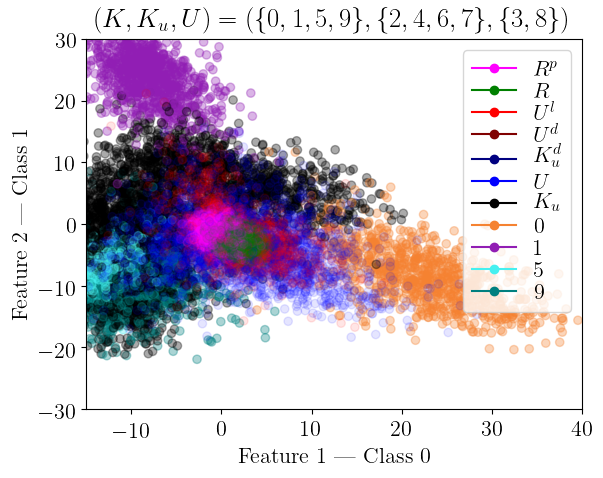 (K, K_u, U) = ({0, 1, 5, 9}, {2, 4, 6, 7}, {3, 8})
30
20
10
0
−10
−20
−30
Feature 2 — Class 1
R^p
R
U^l
U^d
K_u^d
U
K_u
0
1
5
9
−10
0
10
20
30
40
Feature 1 — Class 0